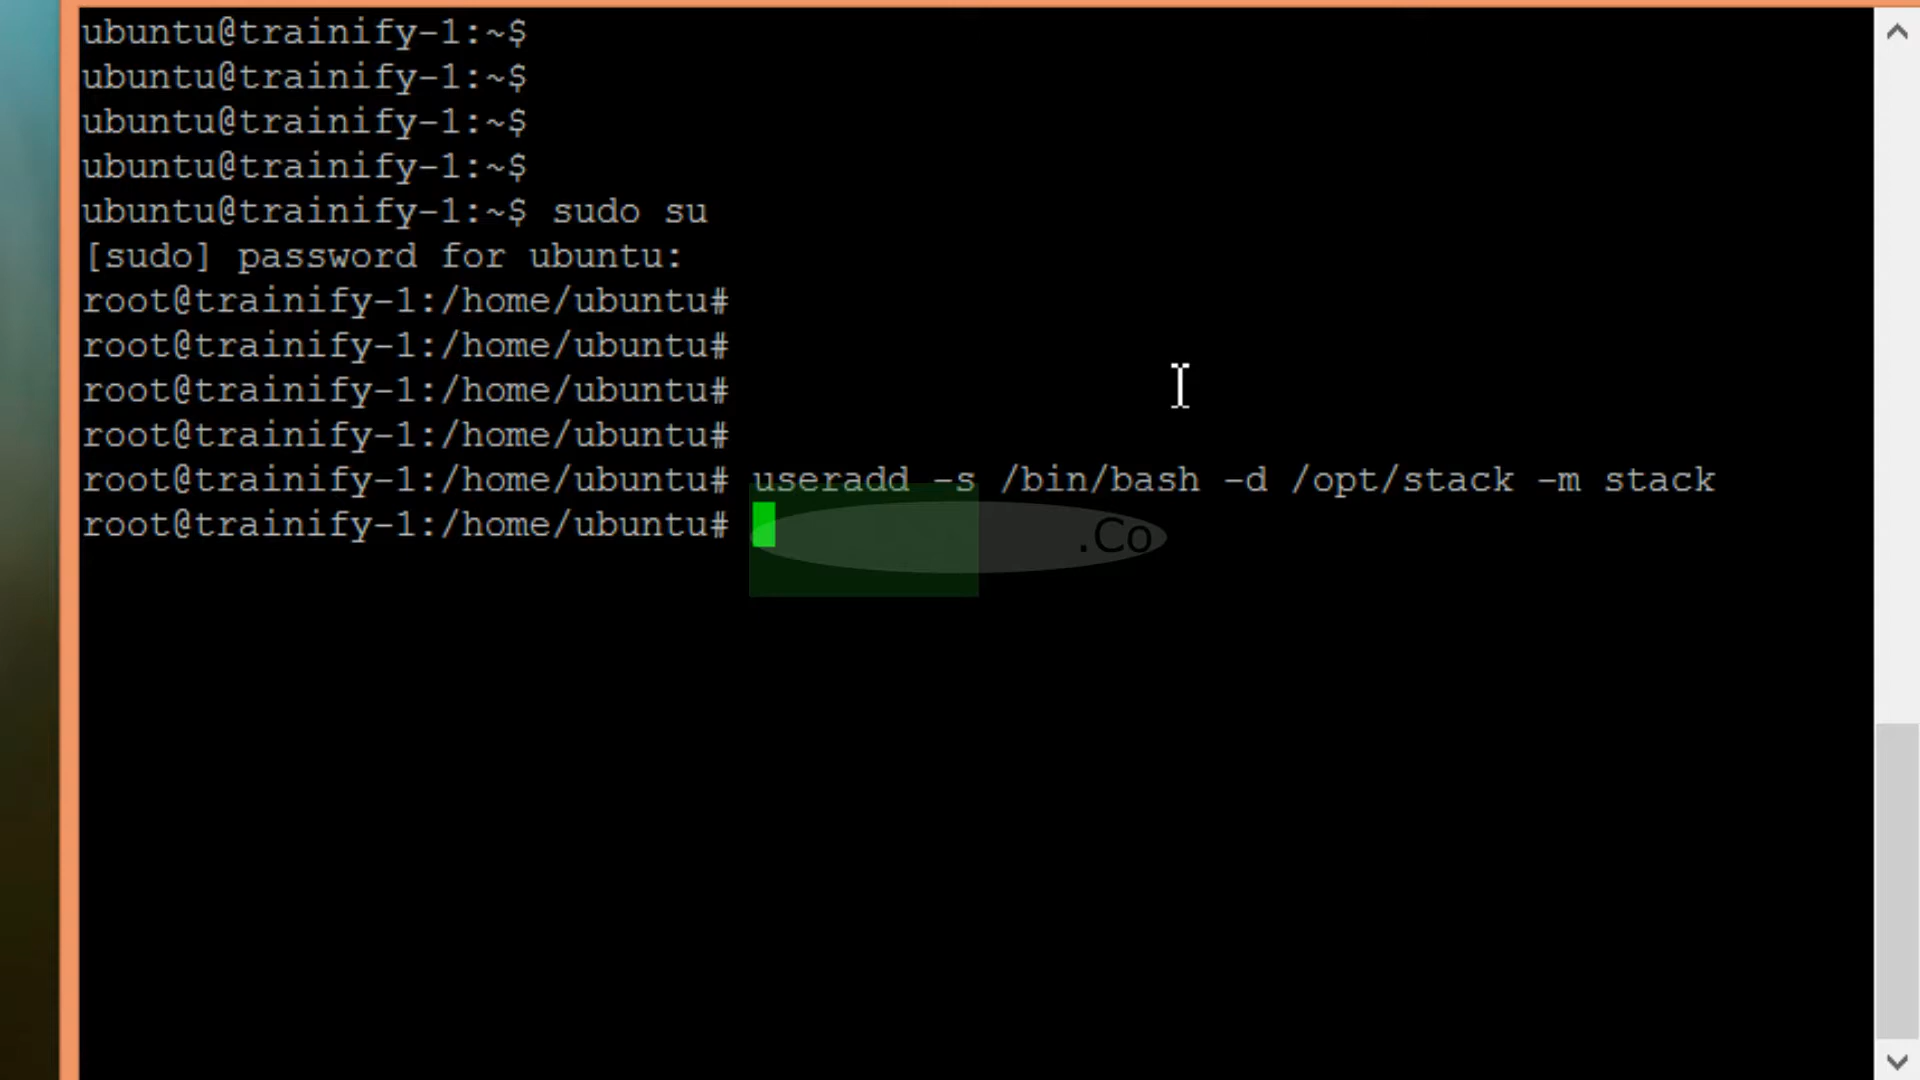 ubuntu@trainify-1:~$
ubuntu@trainify-1:~$
ubuntu@trainify-1:~$
ubuntu@trainify-1:~$
ubuntu@trainify-1:~$ sudo su
[sudo] password for ubuntu:
root@trainify-1:/home/ubuntu#
root@trainify-1:/home/ubuntu#
root@trainify-1:/home/ubuntu#
root@trainify-1:/home/ubuntu#
root@trainify-1:/home/ubuntu# useradd -s /bin/bash -d /opt/stack -m stack
root@trainify-1:/home/ubuntu#
.Co